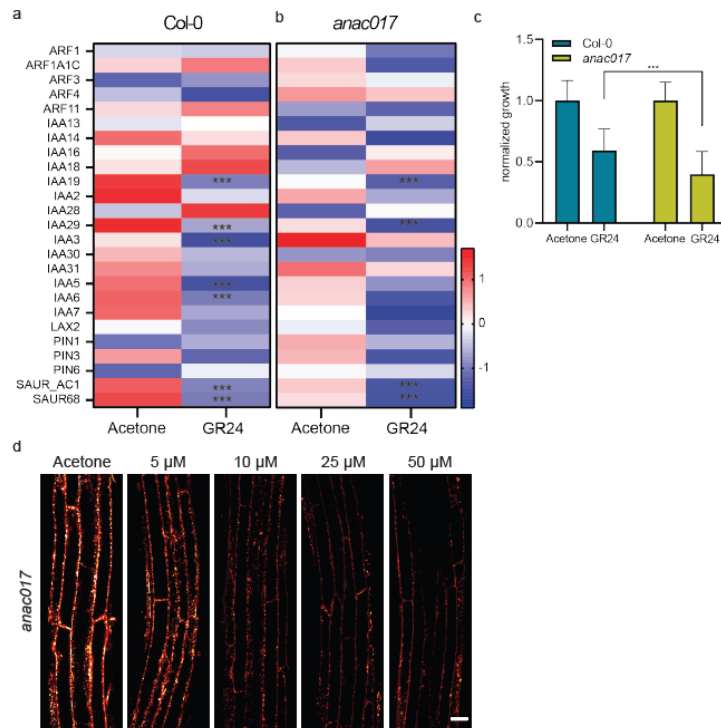 a
Col-0
b
anac017
ARF1
ARF1A1C
ARF3
ARF4
ARF11
IAA13
IAA14
IAA16
IAA18
IAA19
IAA2
IAA28
IAA29
IAA3
IAA30
IAA31
IAA5
IAA6
IAA7
LAX2
PIN1
PIN3
PIN6
SAUR_AC1
SAUR68
*** ***
*** ***
***
***
***
*** ***
*** ***
Acetone GR24
Acetone GR24
1
0
-1
c
Col-0
anac017
***
normalized growth
1.5
1.0
0.5
0.0
Acetone GR24 Acetone GR24
d
Acetone 5 µM 10 µM 25 µM 50 µM
anac017